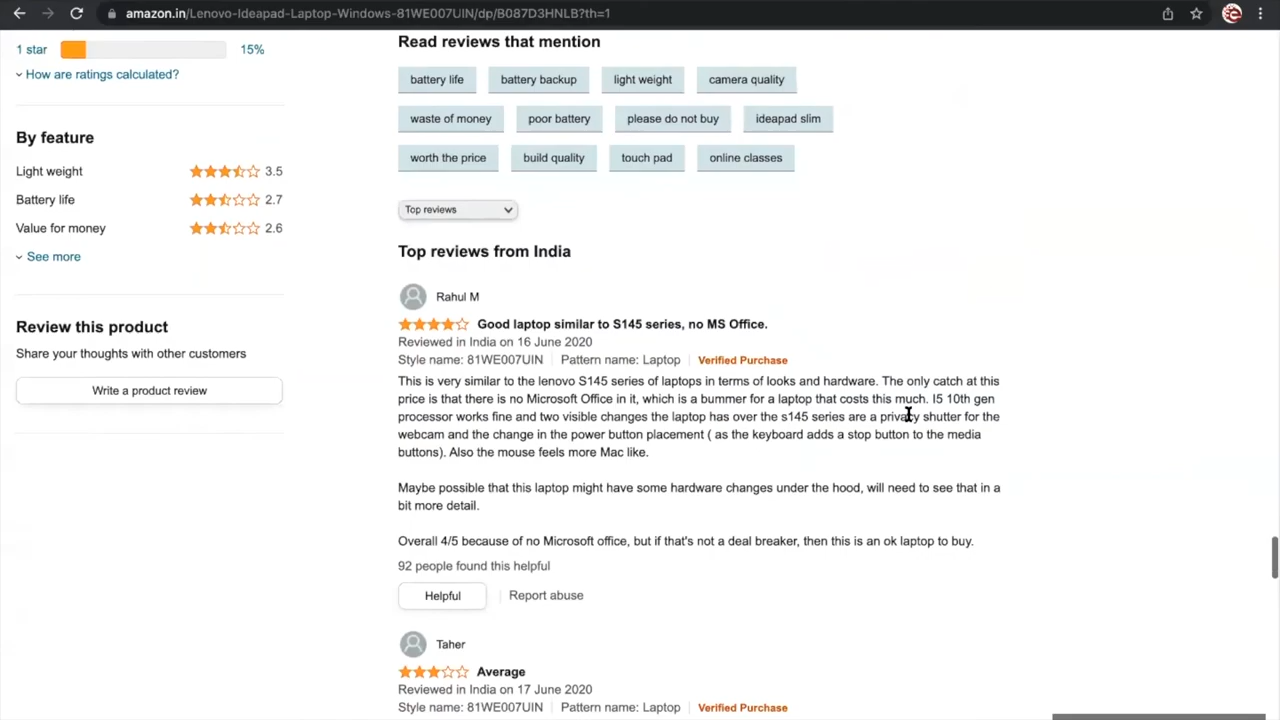 amazon.in/Lenovo-Ideapad-Laptop-Windows-81WE007UIN/dp/B087D3HNLB?th=1
1 star 15%
How are ratings calculated?
By feature
Light weight 3.5
Battery life 2.7
Value for money 2.6
See more
Review this product
Share your thoughts with other customers
Write a product review
Read reviews that mention
battery life battery backup light weight camera quality
waste of money poor battery please do not buy ideapad slim
worth the price build quality touch pad online classes
Top reviews
Top reviews from India
Rahul M
Good laptop similar to S145 series, no MS Office.
Reviewed in India on 16 June 2020
Style name: 81WE007UIN Pattern name: Laptop Verified Purchase
This is very similar to the lenovo S145 series of laptops in terms of looks and hardware. The only catch at this
price is that there is no Microsoft Office in it, which is a bummer for a laptop that costs this much. I5 10th gen
processor works fine and two visible changes the laptop has over the s145 series are a privacy shutter for the
webcam and the change in the power button placement ( as the keyboard adds a stop button to the media
buttons). Also the mouse feels more Mac like.
Maybe possible that this laptop might have some hardware changes under the hood, will need to see that in a
bit more detail.
Overall 4/5 because of no Microsoft office, but if that's not a deal breaker, then this is an ok laptop to buy.
92 people found this helpful
Helpful Report abuse
Taher
Average
Reviewed in India on 17 June 2020
Style name: 81WE007UIN Pattern name: Laptop Verified Purchase